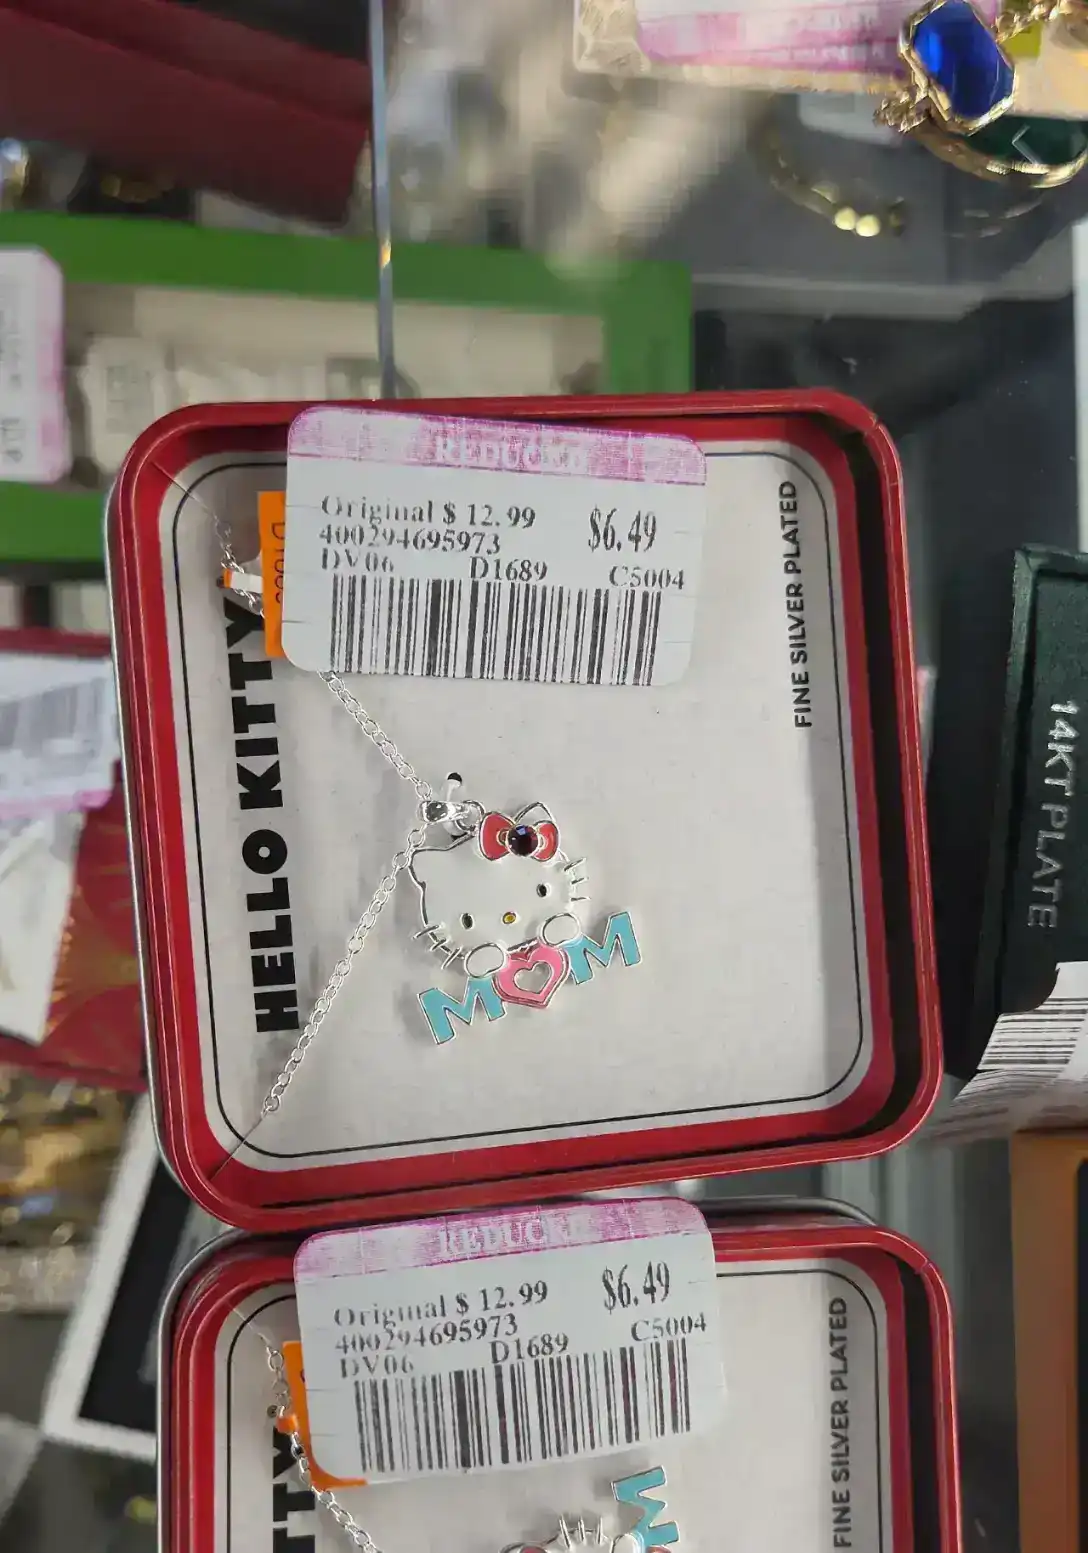 REDUCED
Original $ 12.99 $6.49
400294695973
DV06 D1689 C5004
HELLO KITTY
FINE SILVER PLATED
MOM
14KT PLATE
REDUCED
Original $ 12.99 $6.49
400294695973
DV06 D1689 C5004
TTY
FINE SILVER PLATED
M